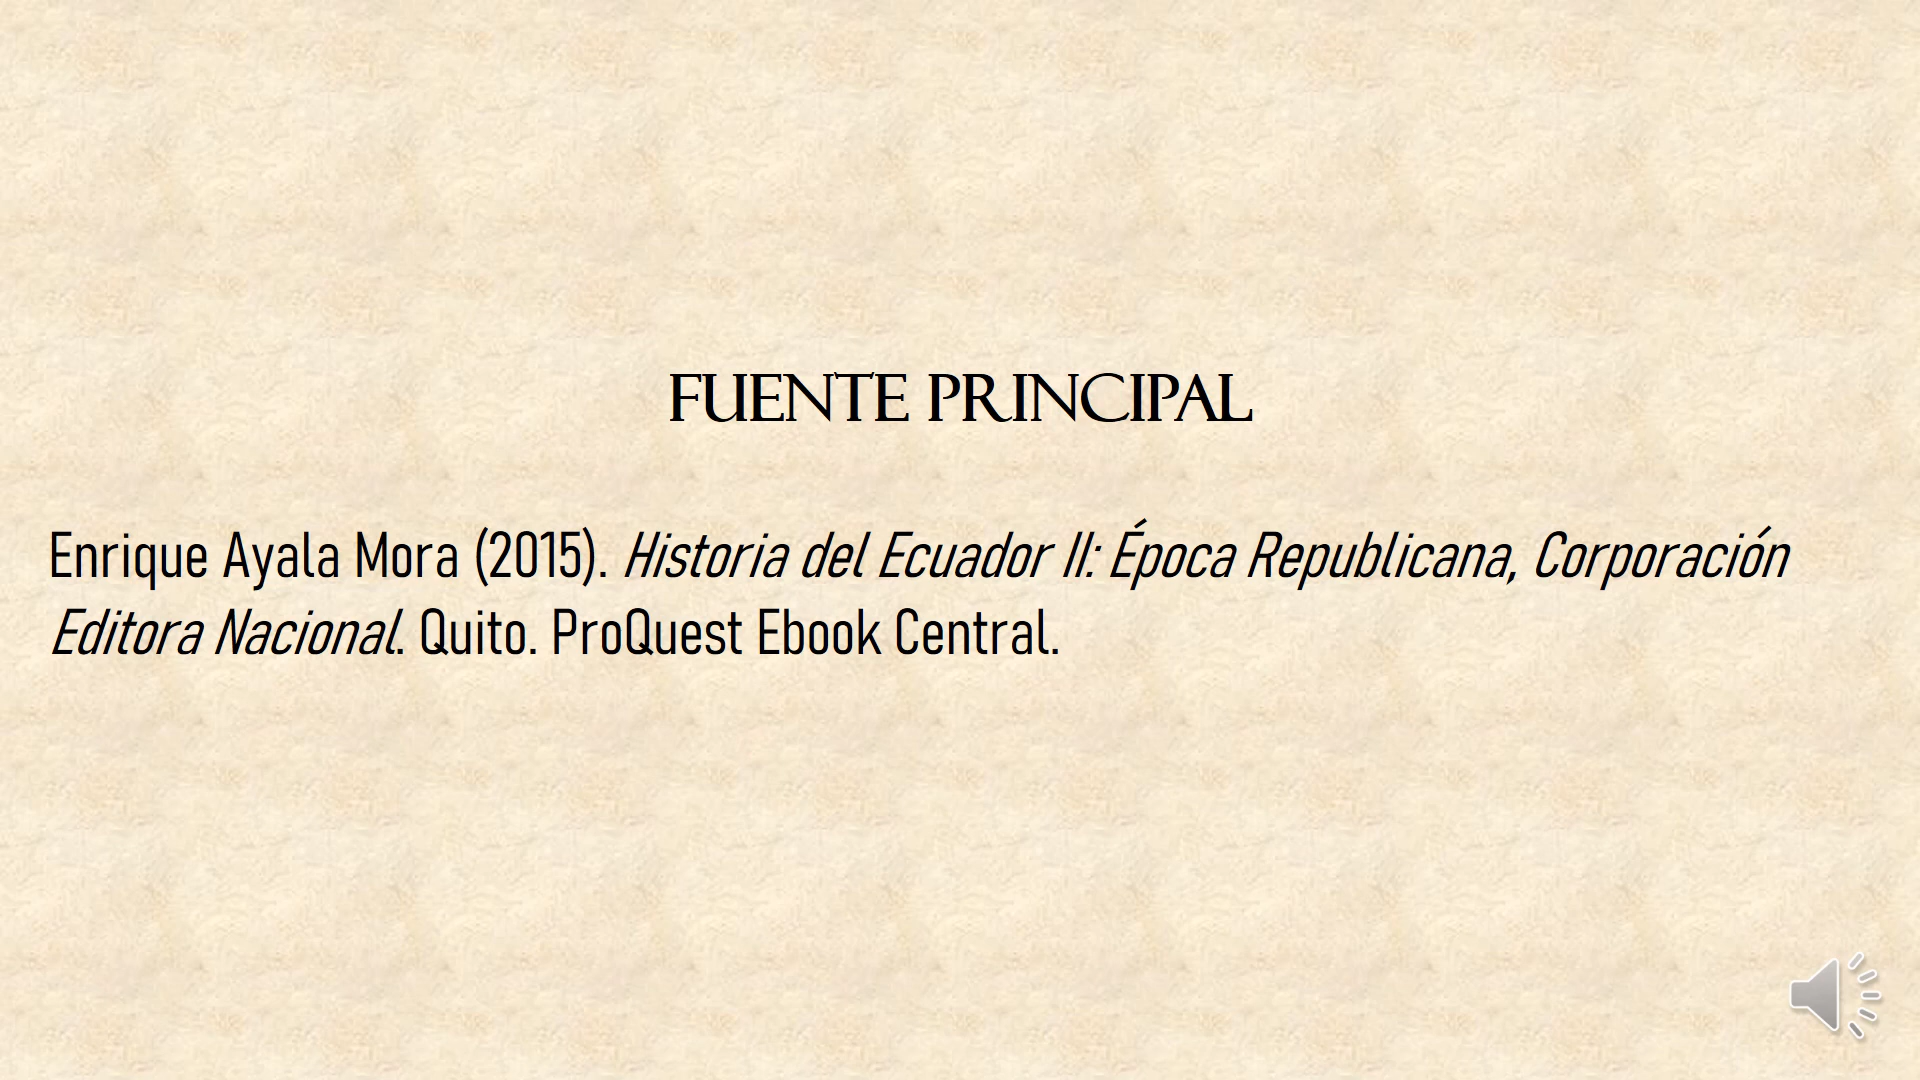 FUENTE PRINCIPAL
Enrique Ayala Mora (2015). Historia del Ecuador II: Época Republicana, Corporación
Editora Nacional. Quito. ProQuest Ebook Central.